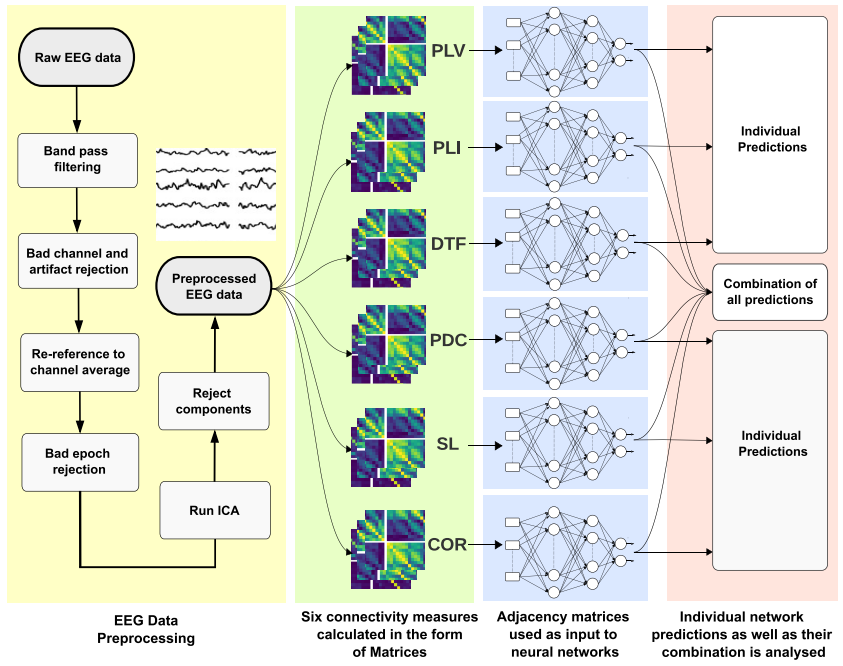 Raw EEG data
Band pass
filtering
Bad channel and
artifact rejection
Re-reference to
channel average
Bad epoch
rejection
Run ICA
Reject
components
Preprocessed
EEG data
PLV
PLI
DTF
PDC
SL
COR
Individual
Predictions
Combination of
all predictions
Individual
Predictions
EEG Data
Preprocessing
Six connectivity measures
calculated in the form
of Matrices
Adjacency matrices
used as input to
neural networks
Individual network
predictions as well as their
combination is analysed